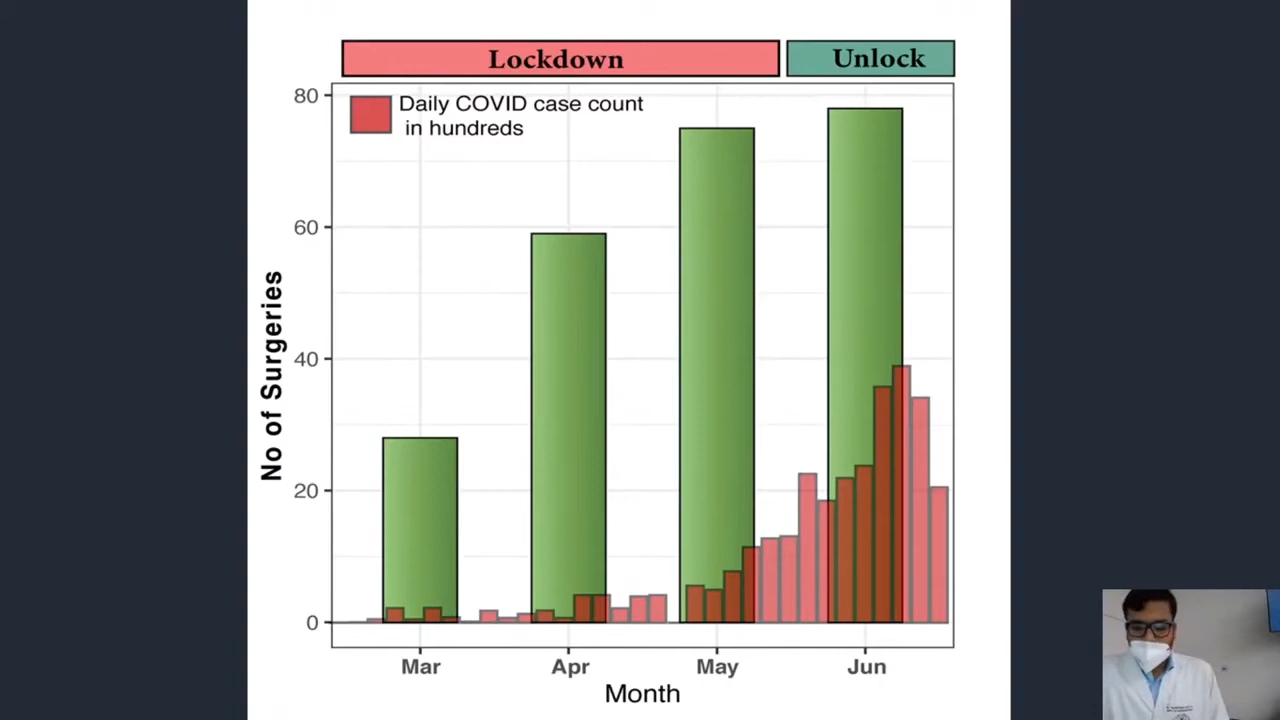 Lockdown
Unlock
Daily COVID case count
in hundreds
80
60
40
20
0
No of Surgeries
Mar
Apr
May
Jun
Month